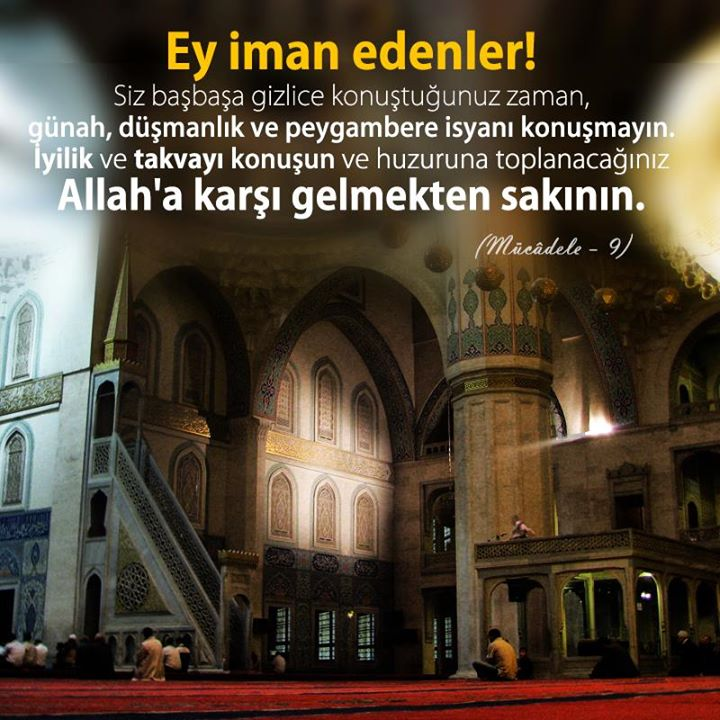 Ey iman edenler!
Siz başbaşa gizlice konuştuğunuz zaman,
günah, düşmanlık ve peygambere isyanı konuşmayın.
İyilik ve takvayı konuşun ve huzuruna toplanacağınız
Allah'a karşı gelmekten sakının.
(Mücâdele - 9)